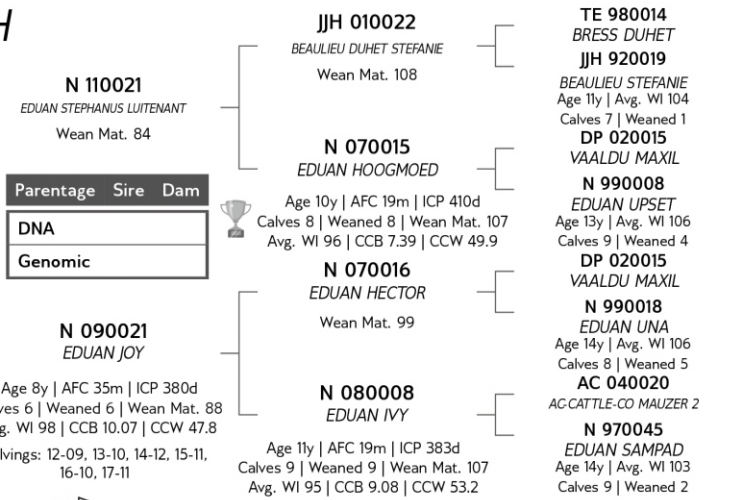 H
N 110021
EDUAN STEPHANUS LUITENANT
Wean Mat. 84
Parentage Sire Dam
DNA
Genomic
N 090021
EDUAN JOY
Age 8y | AFC 35m | ICP 380d
ves 6 | Weaned 6 | Wean Mat. 88
g. WI 98 | CCB 10.07 | CCW 47.8
lvings: 12-09, 13-10, 14-12, 15-11,
16-10, 17-11
JJH 010022
BEAULIEU DUHET STEFANIE
Wean Mat. 108
N 070015
EDUAN HOOGMOED
Age 10y | AFC 19m | ICP 410d
Calves 8 | Weaned 8 | Wean Mat. 107
Avg. WI 96 | CCB 7.39 | CCW 49.9
N 070016
EDUAN HECTOR
Wean Mat. 99
N 080008
EDUAN IVY
Age 11y | AFC 19m | ICP 383d
Calves 9 | Weaned 9 | Wean Mat. 107
Avg. WI 95 | CCB 9.08 | CCW 53.2
TE 980014
BRESS DUHET
JJH 920019
BEAULIEU STEFANIE
Age 11y | Avg. WI 104
Calves 7 | Weaned 1
DP 020015
VAALDU MAXIL
N 990008
EDUAN UPSET
Age 13y | Avg. WI 106
Calves 9 | Weaned 4
DP 020015
VAALDU MAXIL
N 990018
EDUAN UNA
Age 14y | Avg. WI 106
Calves 8 | Weaned 5
AC 040020
AC-CATTLE-CO MAUZER 2
N 970045
EDUAN SAMPAD
Age 14y | Avg. WI 103
Calves 9 | Weaned 2